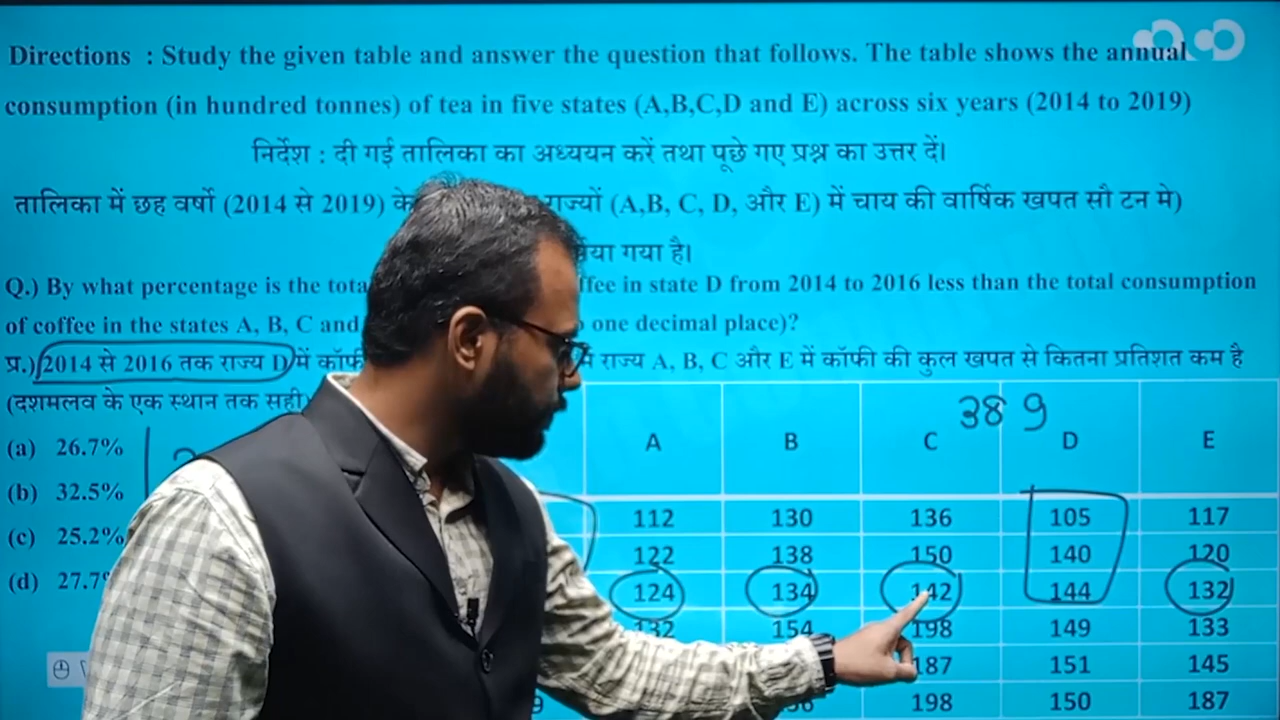 Directions : Study the given table and answer the question that follows. The table shows the annual
consumption (in hundred tonnes) of tea in five states (A,B,C,D and E) across six years (2014 to 2019)
निर्देश : दी गई तालिका का अध्ययन करें तथा पूछे गए प्रश्न का उत्तर दें।
तालिका में छह वर्षो (2014 से 2019) के राज्यों (A,B, C, D, और E) में चाय की वार्षिक खपत सौ टन मे)
गया है।
Q.) By what percentage is the in state D from 2014 to 2016 less than the total consumption
of coffee in the states A, B, C and one decimal place)?
प्र.) 2014 से 2016 तक राज्य D में राज्य A, B, C और E में कॉफी की कुल खपत से कितना प्रतिशत कम है
(दशमलव के एक स्थान तक सही)
(a) 26.7%
(b) 32.5%
(c) 25.2%
(d)
389
A B C D E
112 130 136 105 117
122 138 150 140 120
124 134 142 144 132
132 154 198 149 133
187 151 145
198 150 187